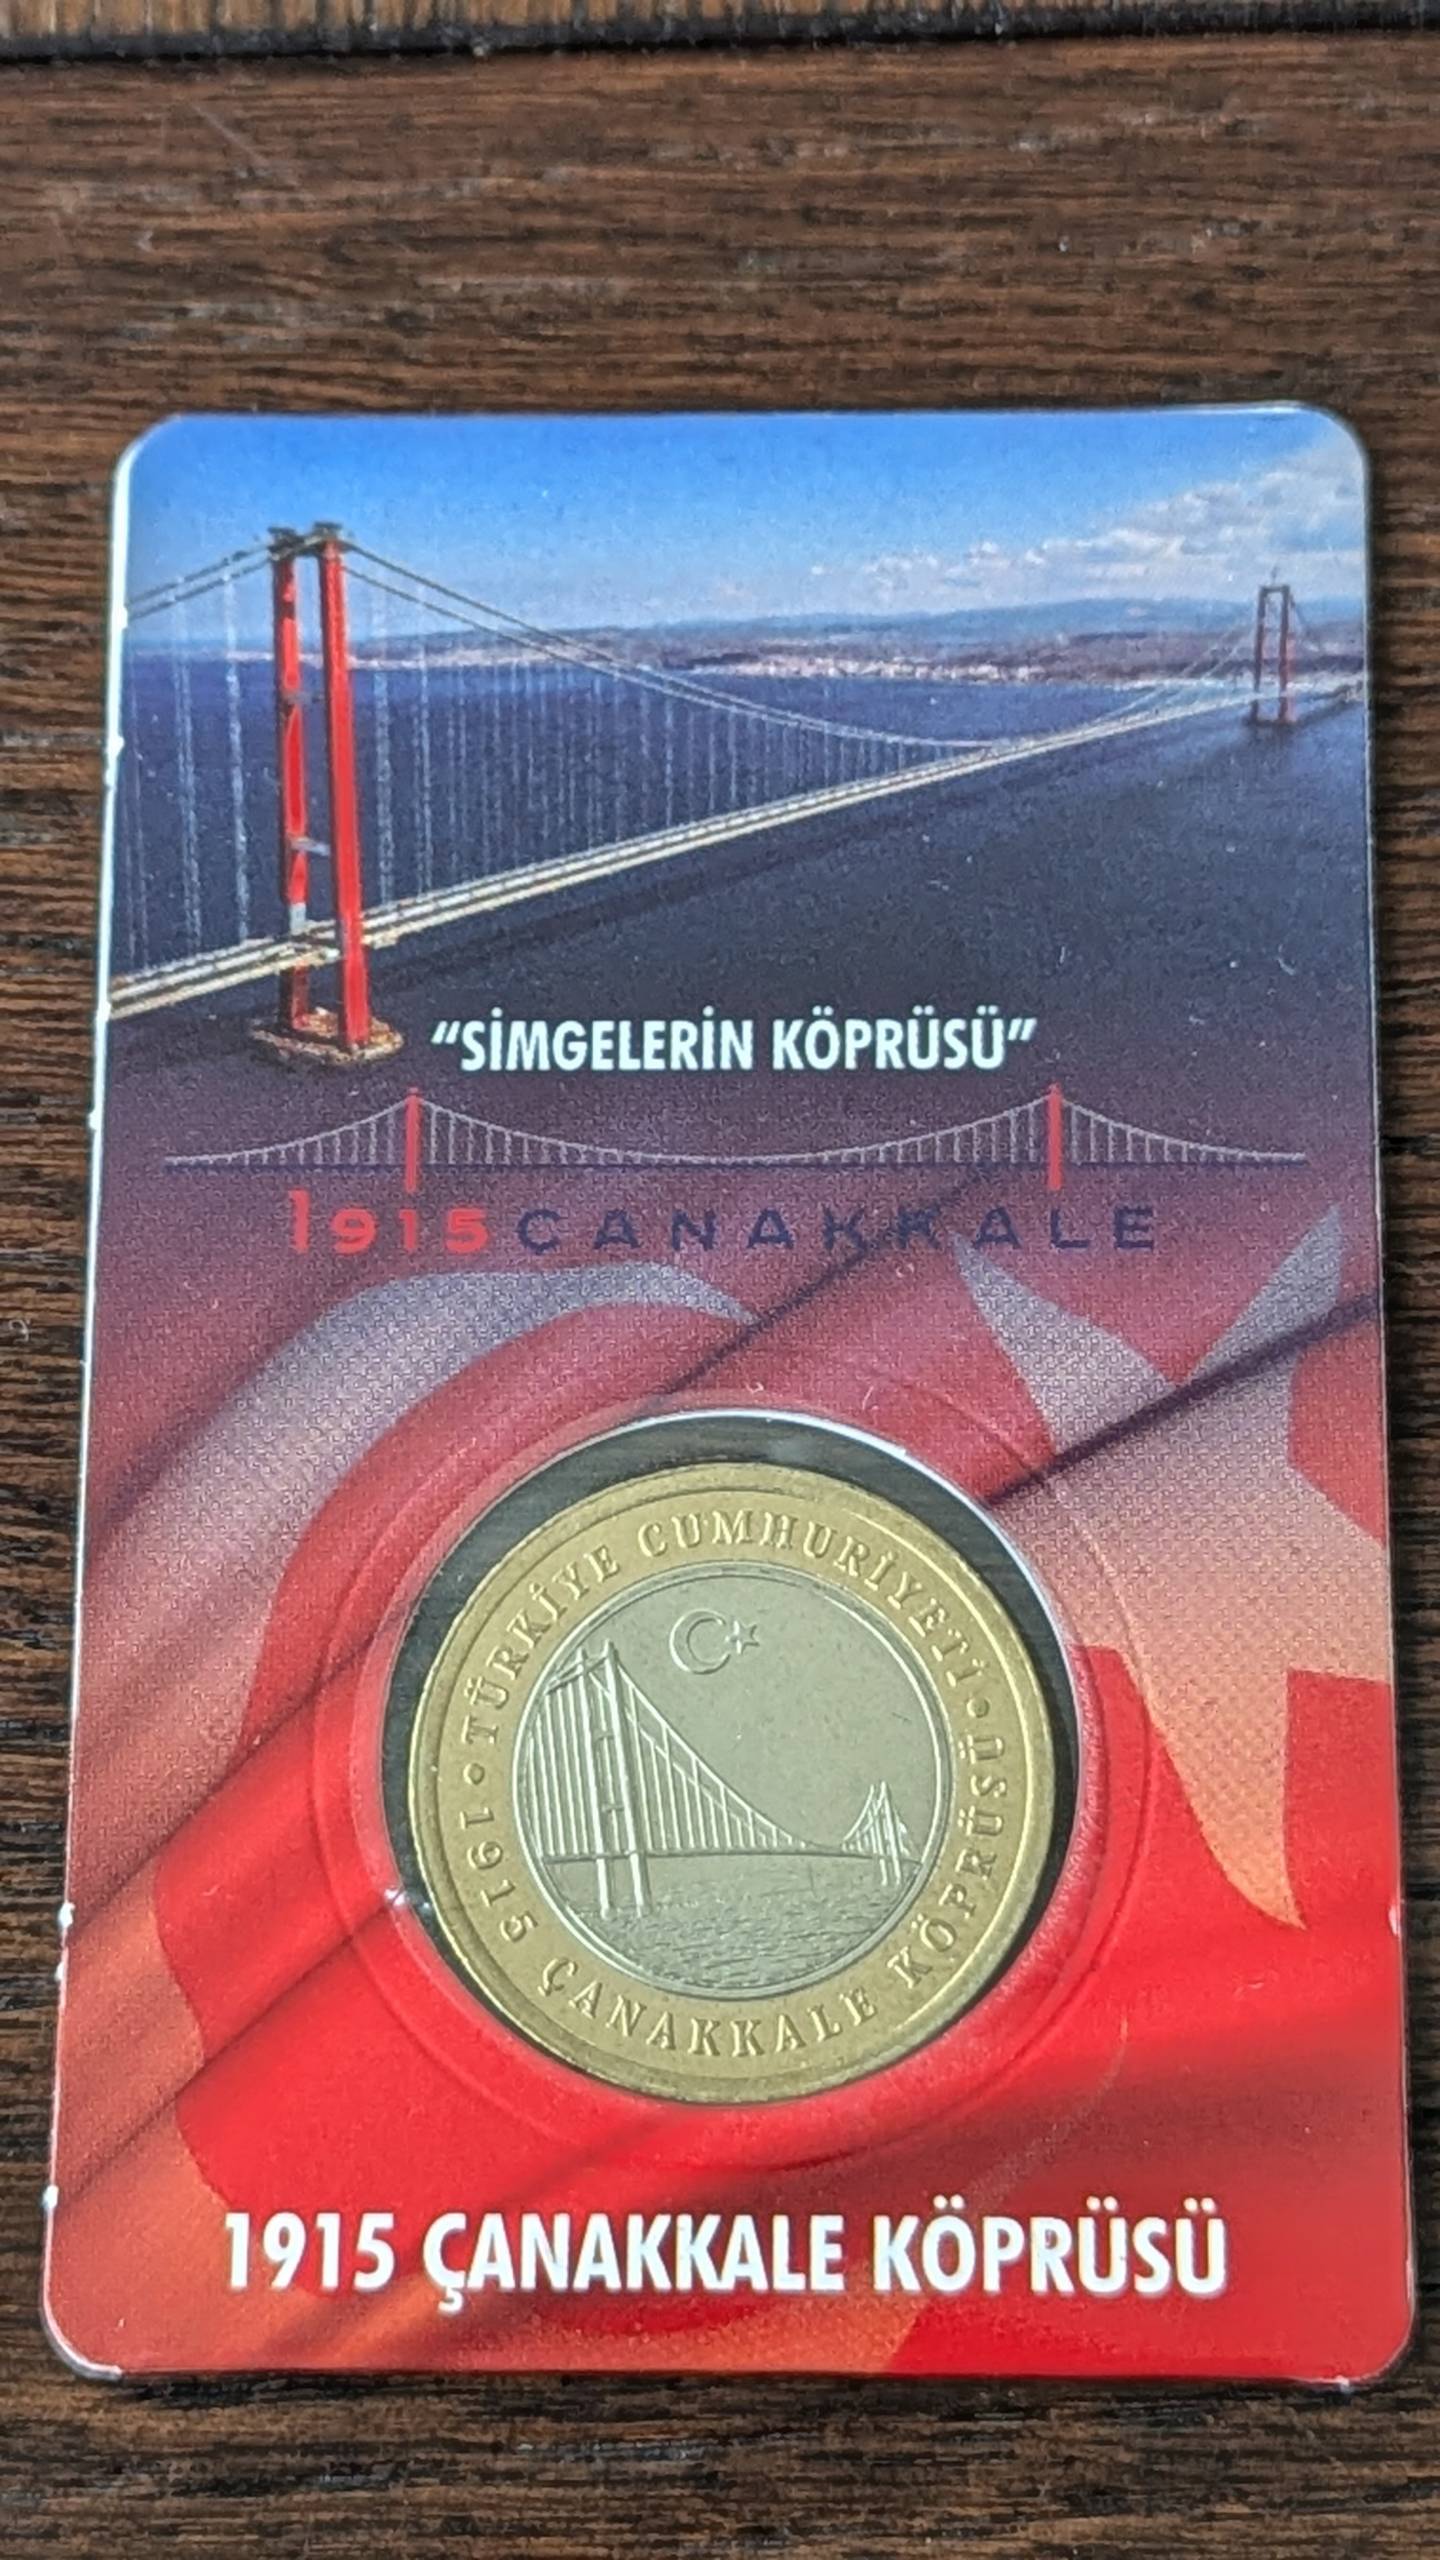 “SİMGELERİN KÖPRÜSÜ”
1915 ÇANAKKALE
TÜRKİYE CUMHURİYETİ
1915 ÇANAKKALE KÖPRÜSÜ
1915 ÇANAKKALE KÖPRÜSÜ